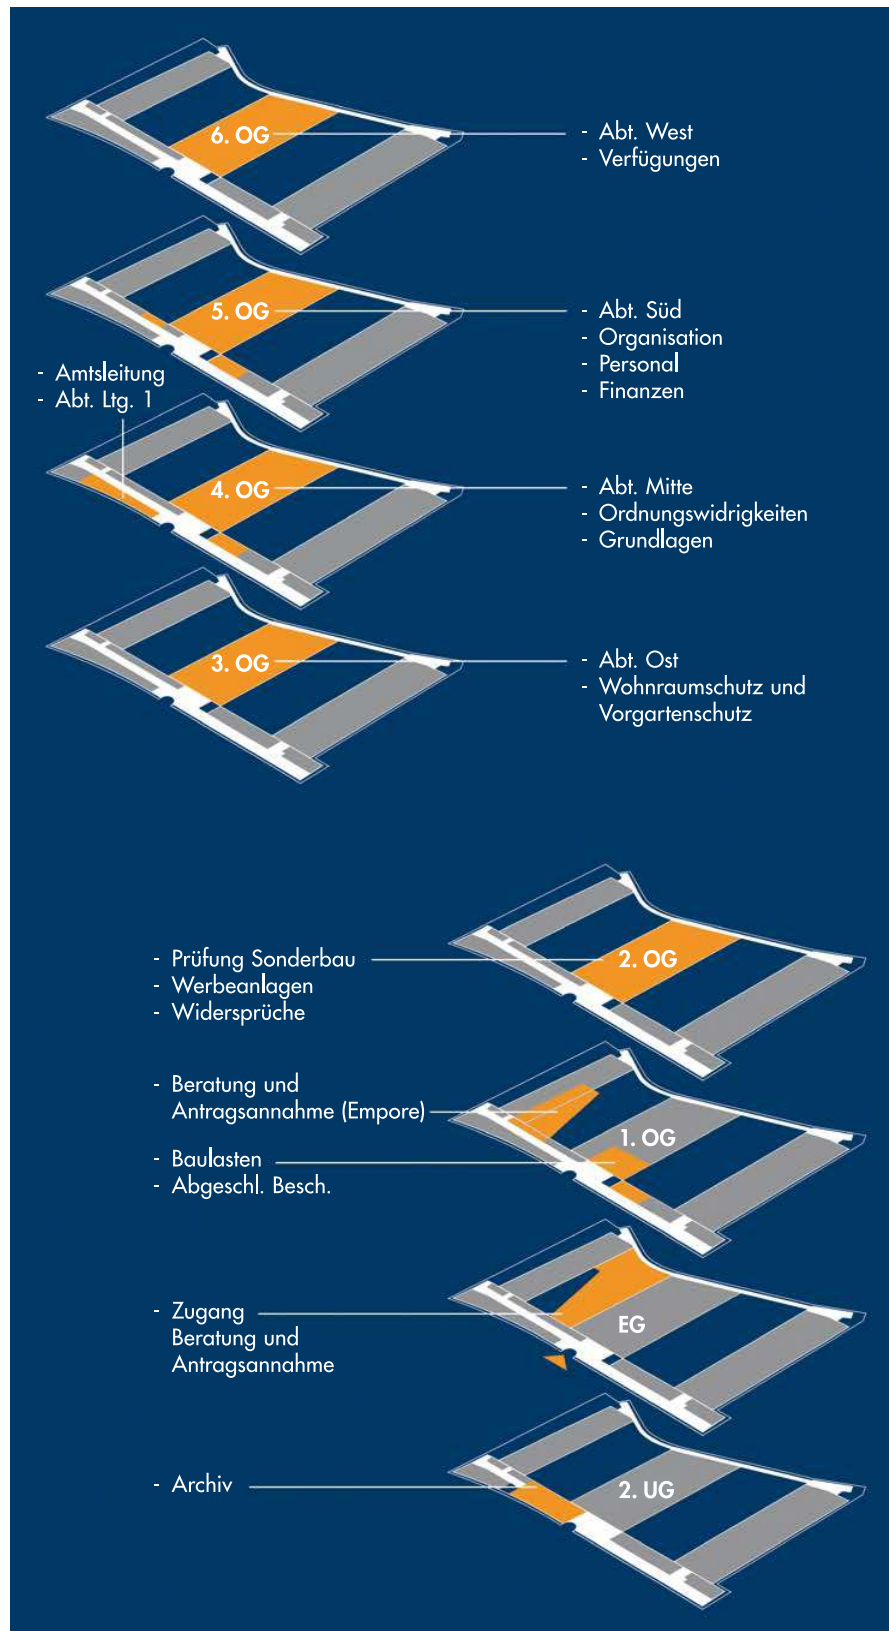 6. OG
- Abt. West
- Verfügungen
5. OG
- Abt. Süd
- Organisation
- Personal
- Finanzen
- Amtsleitung
- Abt. Ltg. 1
4. OG
- Abt. Mitte
- Ordnungswidrigkeiten
- Grundlagen
3. OG
- Abt. Ost
- Wohnraumschutz und
Vorgartenschutz
- Prüfung Sonderbau
- Werbeanlagen
- Widersprüche
2. OG
- Beratung und
Antragsannahme (Empore)
1. OG
- Baulasten
- Abgeschl. Besch.
- Zugang
Beratung und
Antragsannahme
EG
- Archiv
2. UG